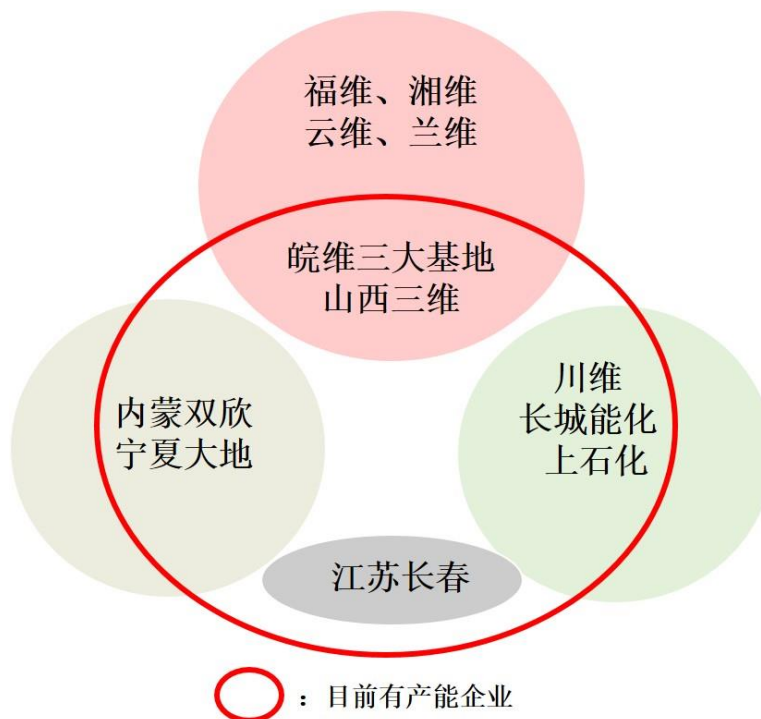 福维、湘维
云维、兰维
皖维三大基地
山西三维
内蒙双欣
宁夏大地
川维
长城能化
上石化
江苏长春
：目前有产能企业